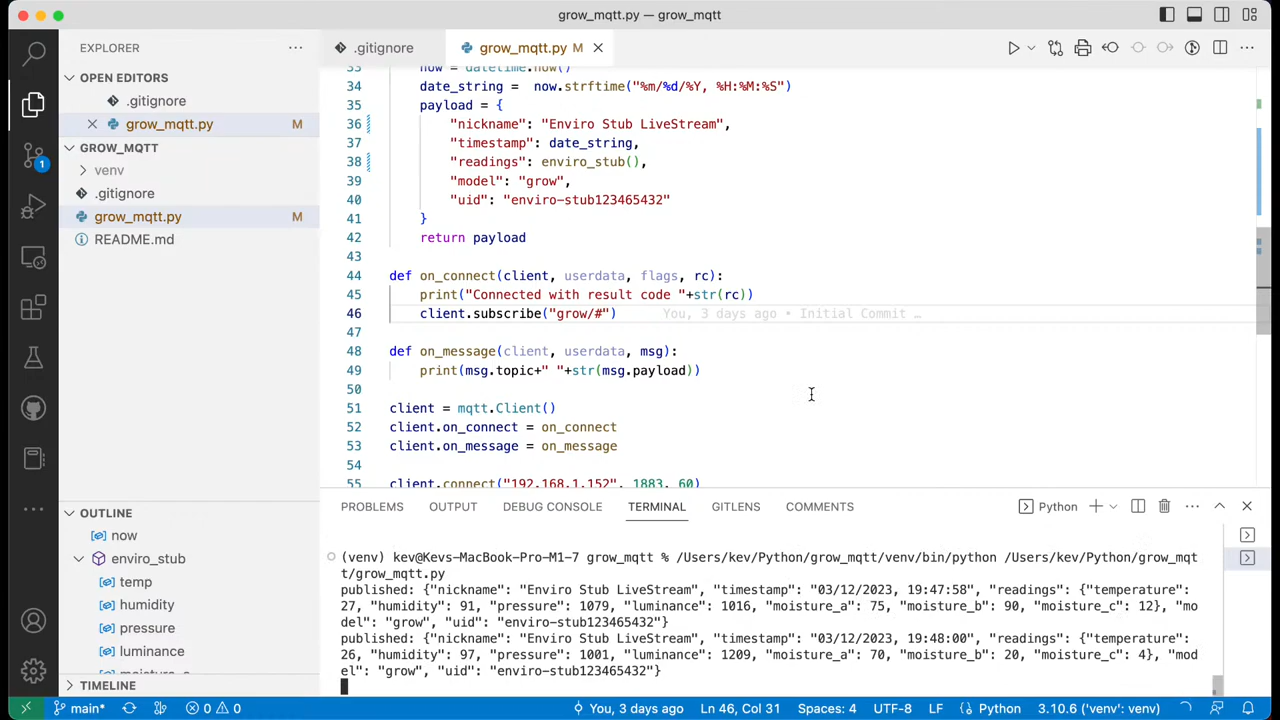 grow_mqtt.py — grow_mqtt
EXPLORER
.gitignore
grow_mqtt.py M
OPEN EDITORS
.gitignore
grow_mqtt.py M
GROW_MQTT
venv
.gitignore
grow_mqtt.py M
README.md
1
33 now = datetime.now()
34 date_string = now.strftime("%m/%d/%Y, %H:%M:%S")
35 payload = {
36 "nickname": "Enviro Stub LiveStream",
37 "timestamp": date_string,
38 "readings": enviro_stub(),
39 "model": "grow",
40 "uid": "enviro-stub123465432"
41 }
42 return payload
43
44 def on_connect(client, userdata, flags, rc):
45 print("Connected with result code "+str(rc))
46 client.subscribe("grow/#") You, 3 days ago • Initial Commit …
47
48 def on_message(client, userdata, msg):
49 print(msg.topic+" "+str(msg.payload))
50
51 client = mqtt.Client()
52 client.on_connect = on_connect
53 client.on_message = on_message
54
55 client.connect("192.168.1.152", 1883, 60)
OUTLINE
now
enviro_stub
temp
humidity
pressure
luminance
TIMELINE
PROBLEMS OUTPUT DEBUG CONSOLE TERMINAL GITLENS COMMENTS
Python
(venv) kev@Kevs-MacBook-Pro-M1-7 grow_mqtt % /Users/kev/Python/grow_mqtt/venv/bin/python /Users/kev/Python/grow_mqt
t/grow_mqtt.py
published: {"nickname": "Enviro Stub LiveStream", "timestamp": "03/12/2023, 19:47:58", "readings": {"temperature":
27, "humidity": 91, "pressure": 1079, "luminance": 1016, "moisture_a": 75, "moisture_b": 90, "moisture_c": 12}, "mo
del": "grow", "uid": "enviro-stub123465432"}
published: {"nickname": "Enviro Stub LiveStream", "timestamp": "03/12/2023, 19:48:00", "readings": {"temperature":
26, "humidity": 97, "pressure": 1001, "luminance": 1209, "moisture_a": 70, "moisture_b": 20, "moisture_c": 4}, "mod
el": "grow", "uid": "enviro-stub123465432"}
main* 0 0 You, 3 days ago Ln 46, Col 31 Spaces: 4 UTF-8 LF Python 3.10.6 ('venv': venv)